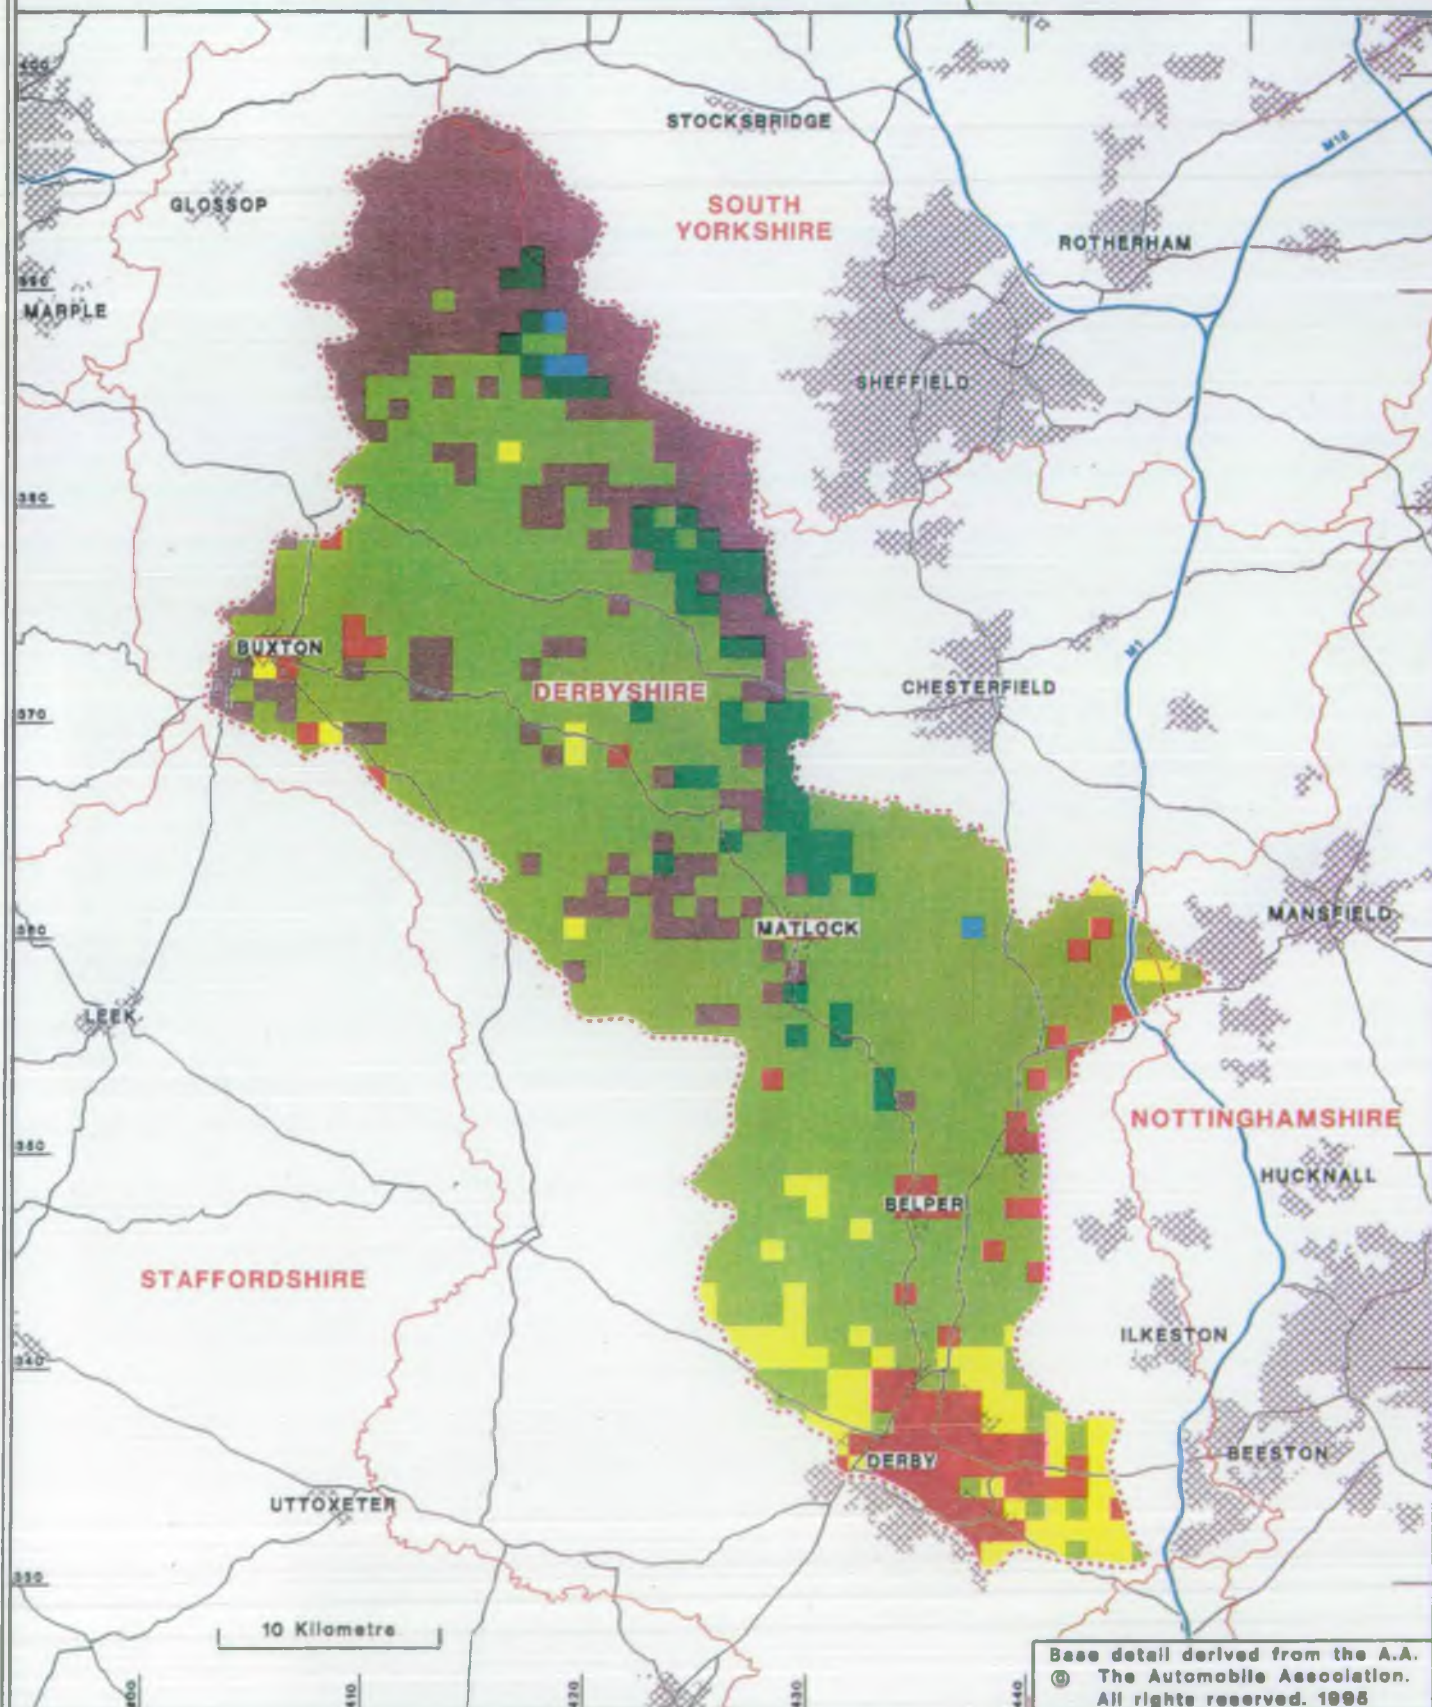 400
STOCKSBRIDGE
M18
GLOSSOP
SOUTH
YORKSHIRE
ROTHERHAM
390
MARPLE
SHEFFIELD
380
BUXTON
M1
DERBYSHIRE
CHESTERFIELD
370
MATLOCK
MANSFIELD
360
LEEK
NOTTINGHAMSHIRE
350
HUCKNALL
BELPER
STAFFORDSHIRE
ILKESTON
340
BEESTON
DERBY
UTTOXETER
330
10 Kilometre
Base detail derived from the A.A.
© The Automobile Association.
All rights reserved. 1995
400
410
420
430
440